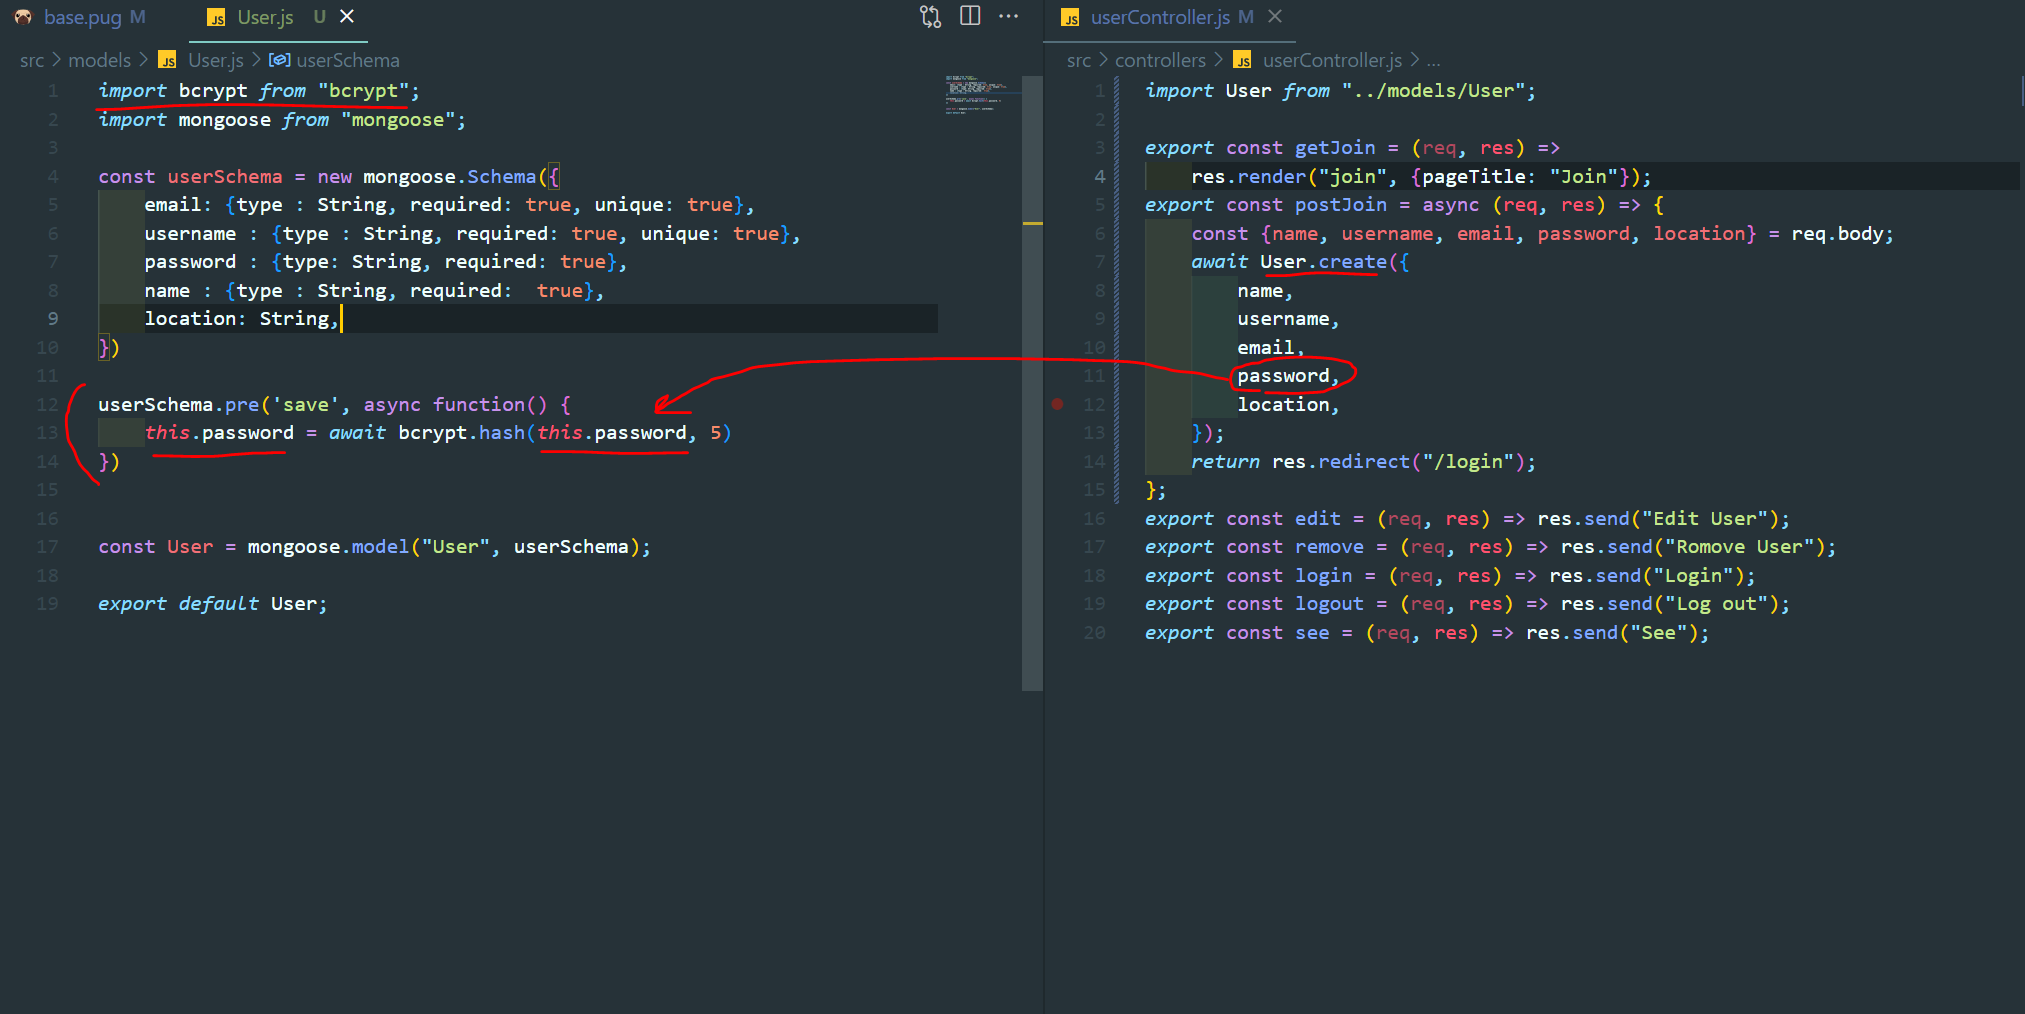 base.pug M
JS User.js U
src > models > JS User.js > userSchema
1 import bcrypt from "bcrypt";
2 import mongoose from "mongoose";
3
4 const userSchema = new mongoose.Schema({
5 email: {type : String, required: true, unique: true},
6 username : {type : String, required: true, unique: true},
7 password : {type: String, required: true},
8 name : {type : String, required:  true},
9 location: String,
10 })
11
12 userSchema.pre('save', async function() {
13 this.password = await bcrypt.hash(this.password, 5)
14 })
15
16
17 const User = mongoose.model("User", userSchema);
18
19 export default User;
JS userController.js M
src > controllers > JS userController.js > ...
1 import User from "../models/User";
2
3 export const getJoin = (req, res) =>
4 res.render("join", {pageTitle: "Join"});
5 export const postJoin = async (req, res) => {
6 const {name, username, email, password, location} = req.body;
7 await User.create({
8 name,
9 username,
10 email,
11 password,
12 location,
13 });
14 return res.redirect("/login");
15 };
16 export const edit = (req, res) => res.send("Edit User");
17 export const remove = (req, res) => res.send("Romove User");
18 export const login = (req, res) => res.send("Login");
19 export const logout = (req, res) => res.send("Log out");
20 export const see = (req, res) => res.send("See");